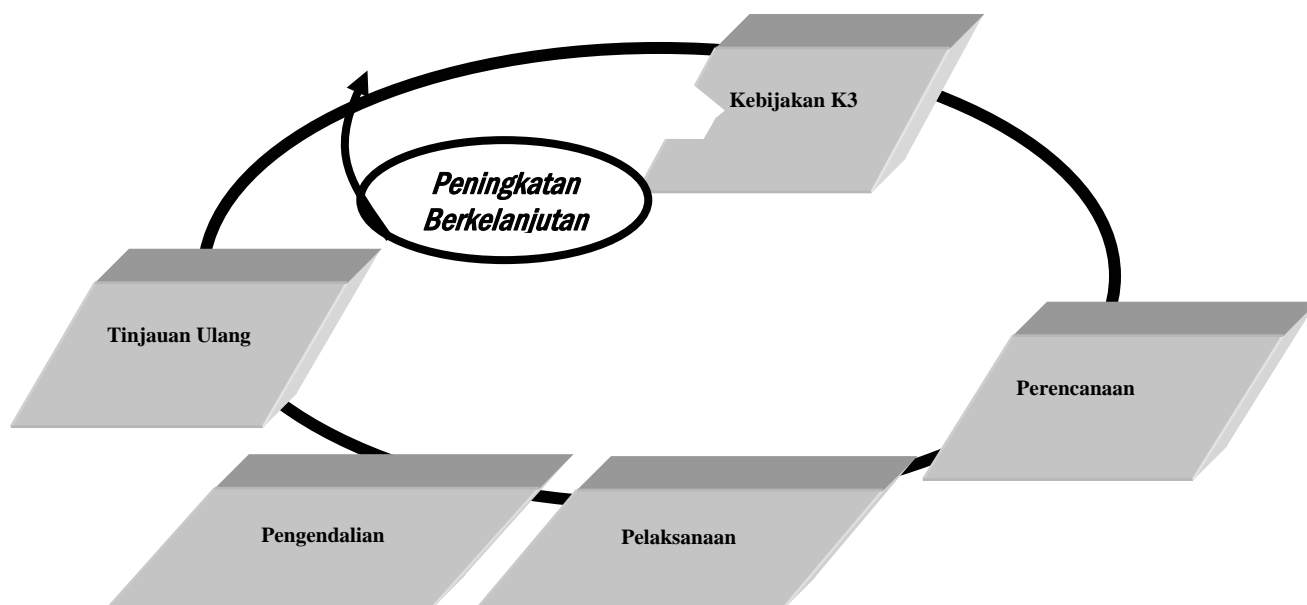 Kebijakan K3
Peningkatan
Berkelanjutan
Tinjauan Ulang
Perencanaan
Pengendalian
Pelaksanaan